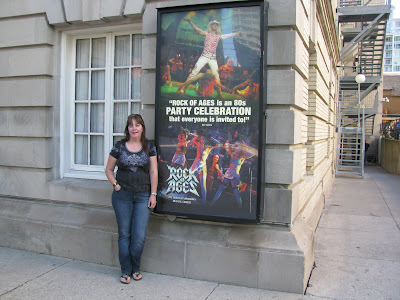 "ROCK OF AGES is an 80s
PARTY CELEBRATION
that everyone is invited to!"
ROCK
OF
AGES